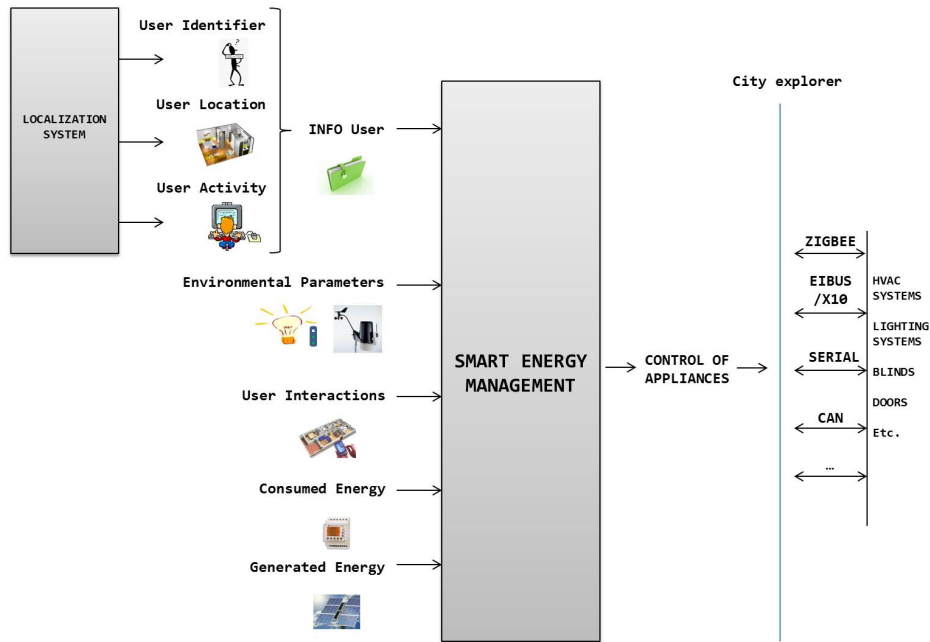 User Identifier
LOCALIZATION
SYSTEM
User Location
User Activity
INFO User
Environmental Parameters
User Interactions
Consumed Energy
Generated Energy
SMART ENERGY
MANAGEMENT
CONTROL OF
APPLIANCES
City explorer
ZIGBEE
EIBUS
/X10
SERIAL
CAN
…
HVAC
SYSTEMS
LIGHTING
SYSTEMS
BLINDS
DOORS
Etc.